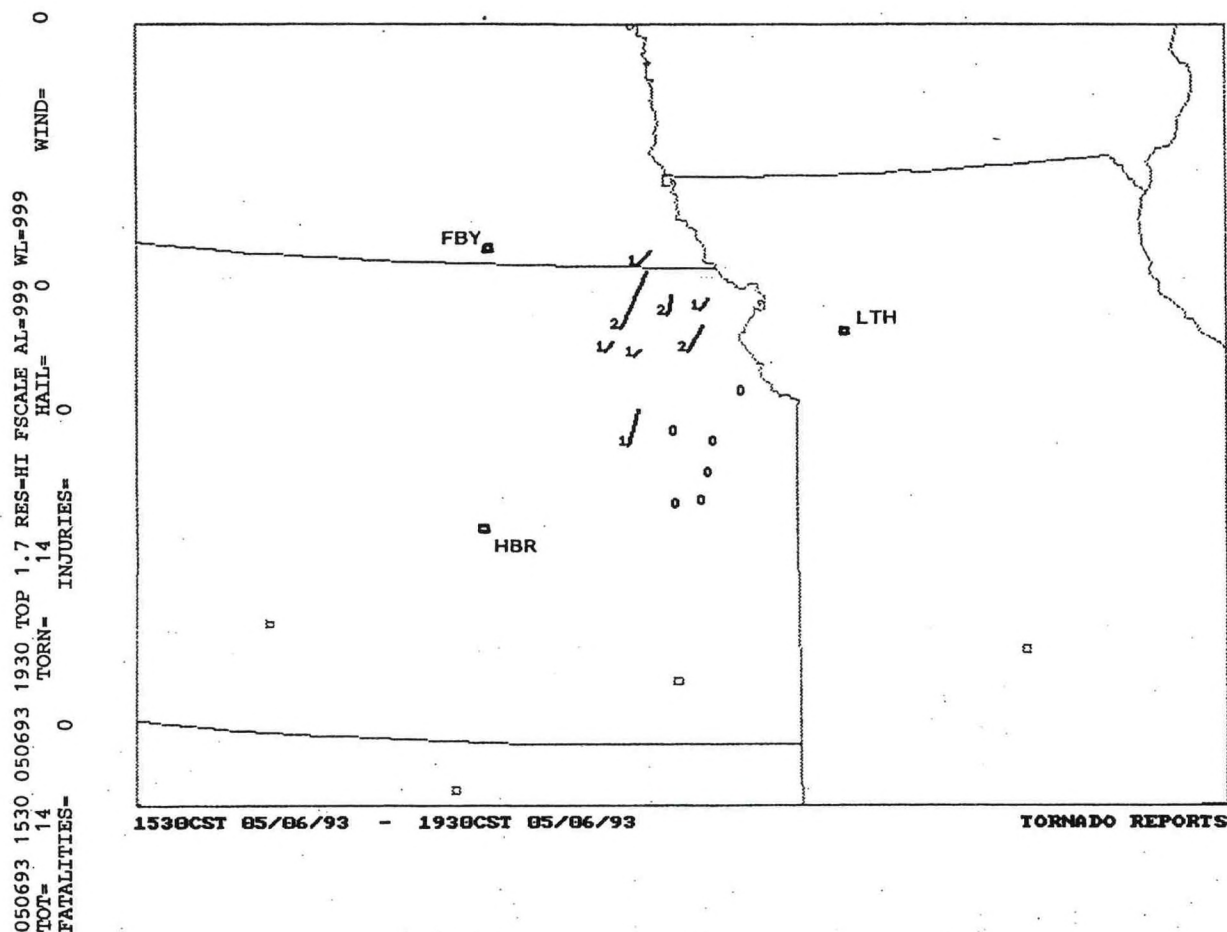 050693 1530 050693 1930 TOP 1.7 RES=HI FSCALE AL=999 WL=999
TOT= 14 TORN= 14 HAIL= 0 WIND= 0
FATALITIES= 0 INJURIES= 0
FBY
1
2
2
1
LTH
1
1
2
0
1
0
0
0
0
0
HBR
1530CST 05/06/93 - 1930CST 05/06/93
TORNADO REPORTS